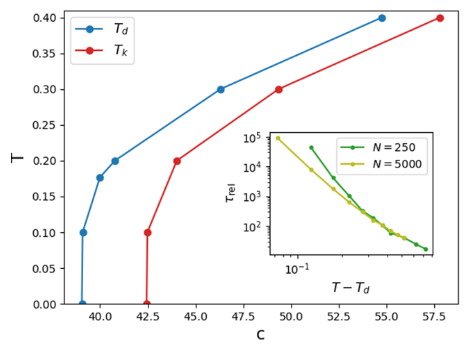 0.40
0.35
0.30
0.25
0.20
0.15
0.10
0.05
0.00
T
T_d
T_k
10^5
10^4
10^3
10^2
τ_rel
N = 250
N = 5000
10^{-1}
T − T_d
40.0 42.5 45.0 47.5 50.0 52.5 55.0 57.5
c